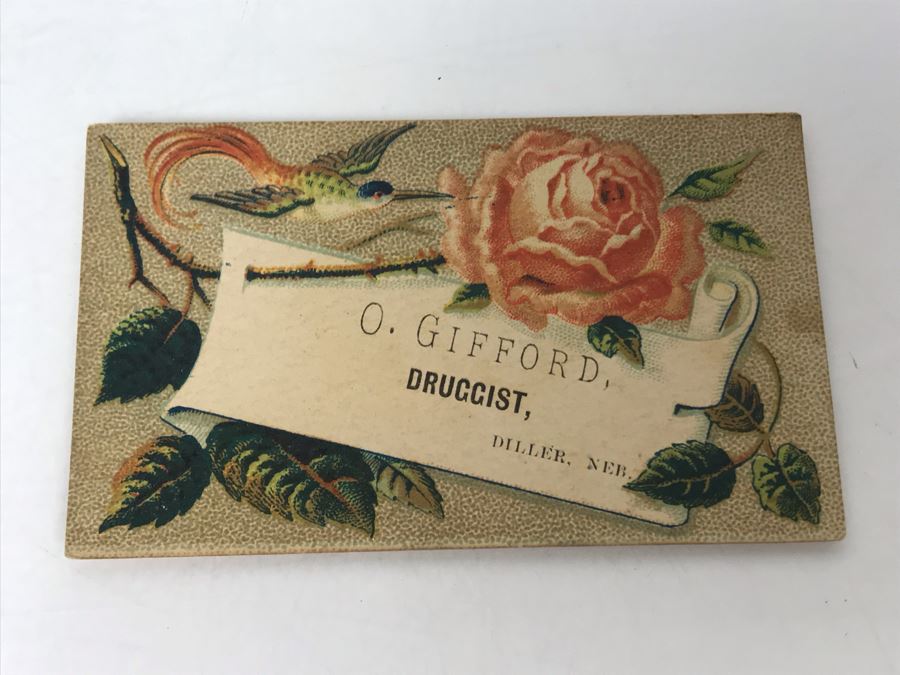 O. GIFFORD,
DRUGGIST,
DILLER, NEB.